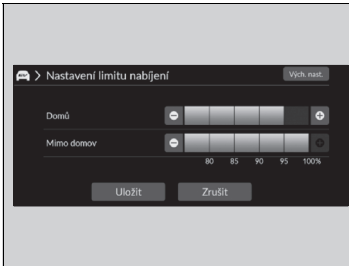 > Nastavení limitu nabíjení
Vých. nast.
Domů
Mimo domov
80 85 90 95 100%
Uložit
Zrušit